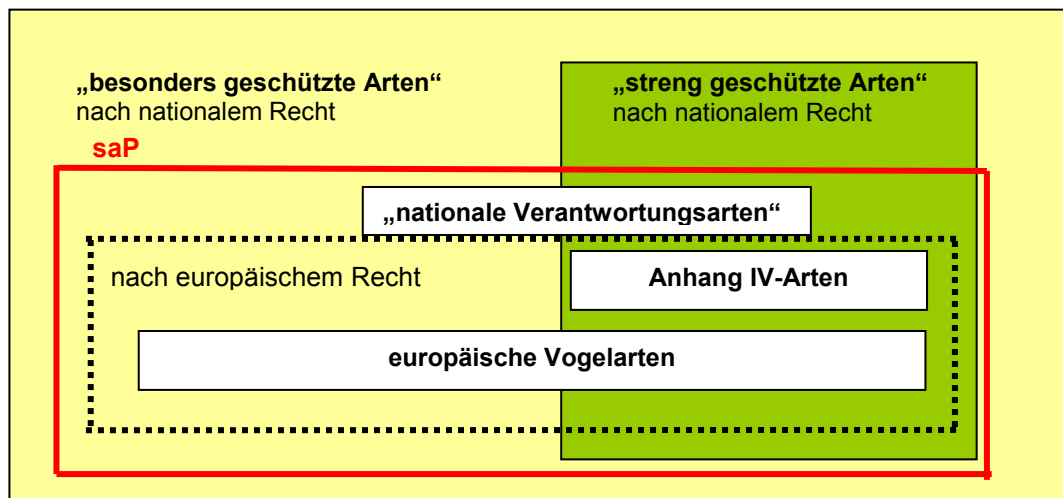 „besonders geschützte Arten“
nach nationalem Recht
„streng geschützte Arten“
nach nationalem Recht
saP
„nationale Verantwortungsarten“
nach europäischem Recht
Anhang IV-Arten
europäische Vogelarten